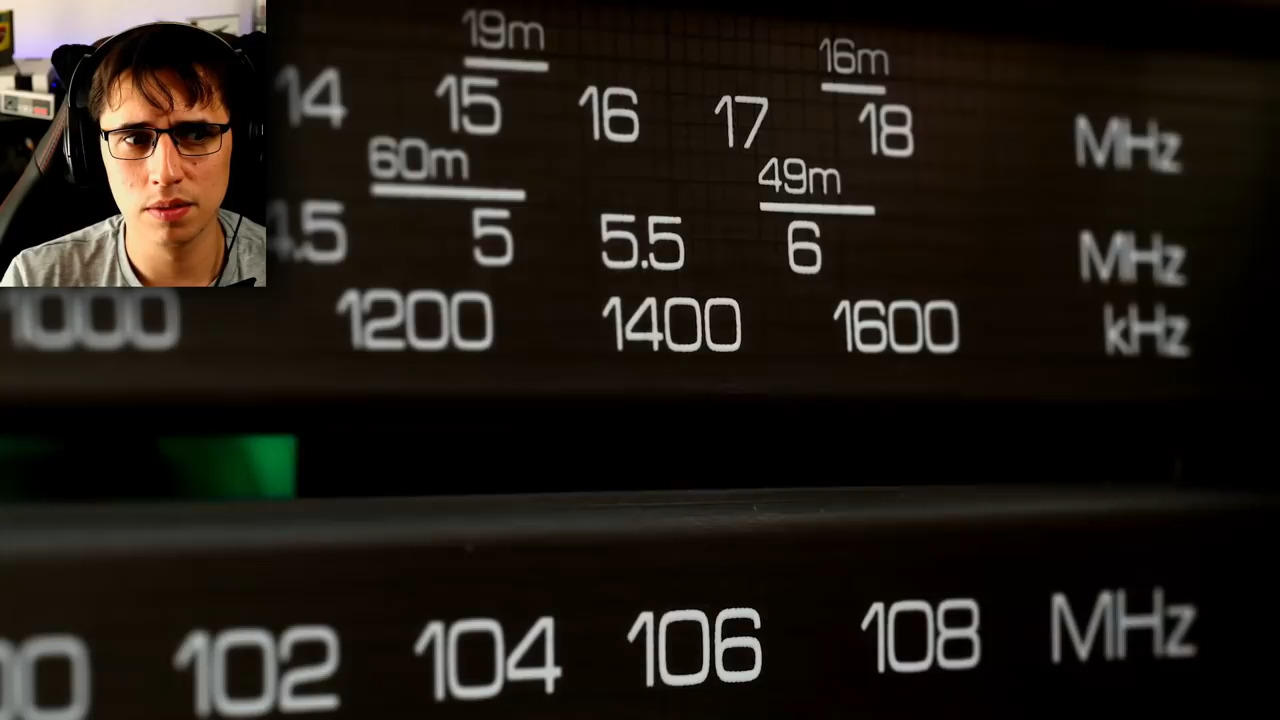 19m 16m
14 15 16 17 18 MHz
60m 49m
4.5 5 5.5 6 MHz
1000 1200 1400 1600 kHz
102 104 106 108 MHz